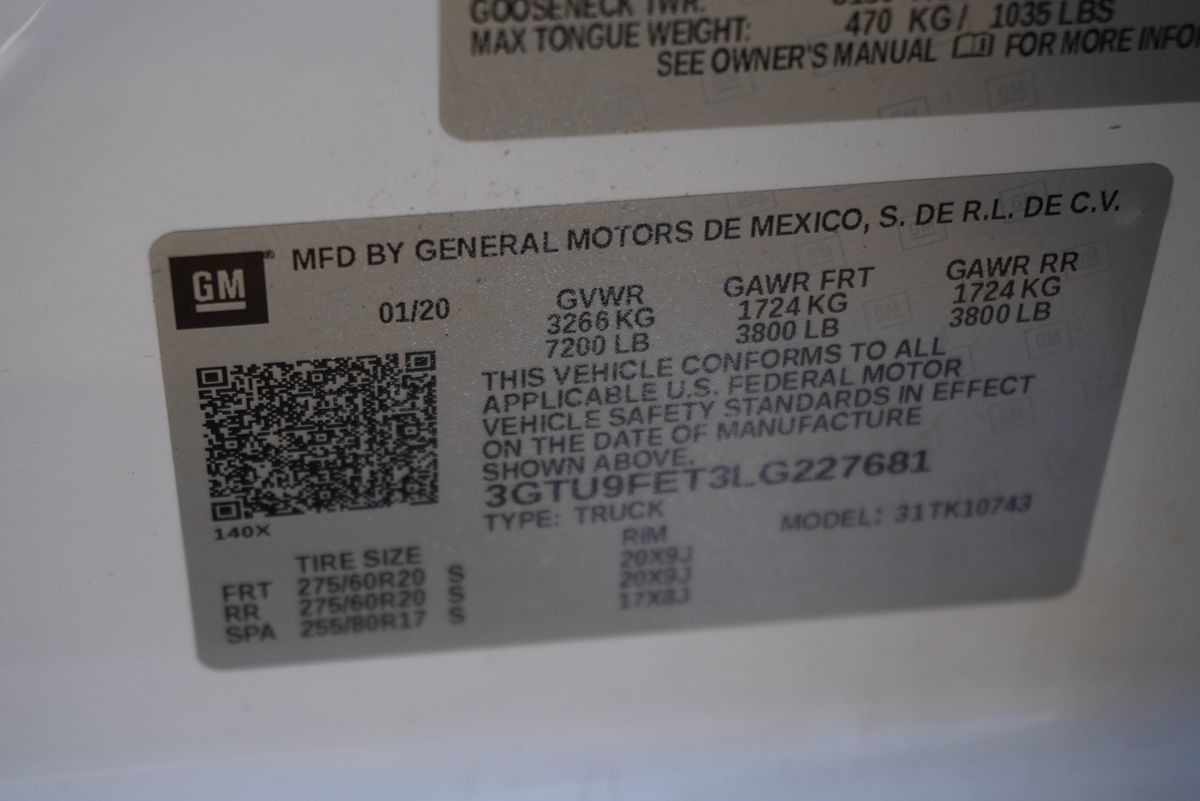 GOOSENECK TWR:
MAX TONGUE WEIGHT: 470 KG / 1035 LBS
SEE OWNER'S MANUAL FOR MORE
GM ® MFD BY GENERAL MOTORS DE MEXICO, S. DE R.L. DE C.V.
01/20 GVWR GAWR FRT GAWR RR
3266 KG 1724 KG 1724 KG
7200 LB 3800 LB 3800 LB
THIS VEHICLE CONFORMS TO ALL
APPLICABLE U.S. FEDERAL MOTOR
VEHICLE SAFETY STANDARDS IN EFFECT
ON THE DATE OF MANUFACTURE
SHOWN ABOVE.
3GTU9FET3LG227681
140X
TYPE: TRUCK MODEL: 31TK10743
TIRE SIZE RIM
FRT 275/60R20 S 20X9J
RR 275/60R20 S 20X9J
SPA 255/80R17 S 17X8J